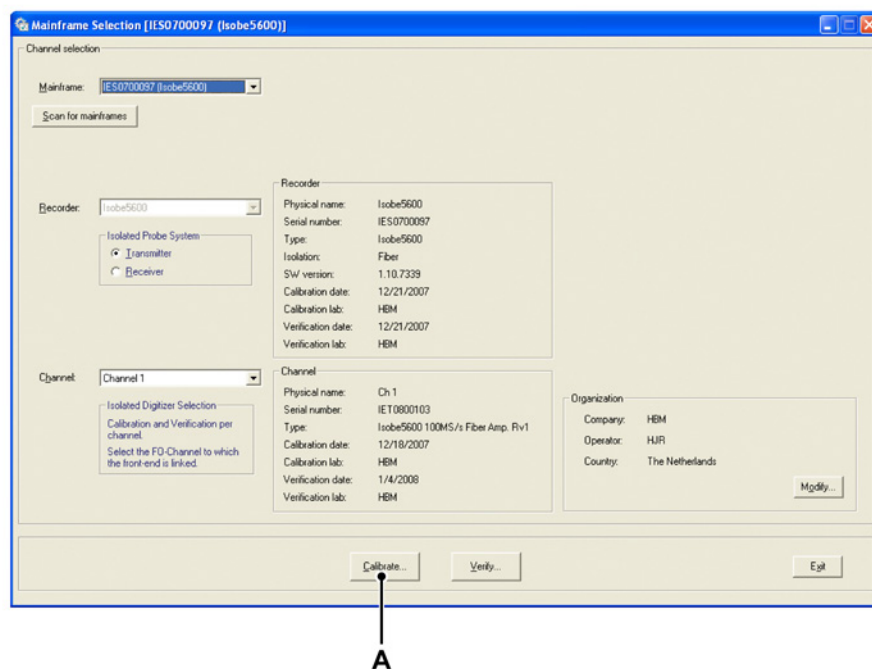 Mainframe Selection [IES0700097 (Isobe5600)]
Channel selection
Mainframe: IES0700097 (Isobe5600)
Scan for mainframes
Recorder: Isobe5600
Isolated Probe System
Transmitter
Receiver
Recorder
Physical name: Isobe5600
Serial number: IES0700097
Type: Isobe5600
Isolation: Fiber
SW version: 1.10.7339
Calibration date: 12/21/2007
Calibration lab: HBM
Verification date: 12/21/2007
Verification lab: HBM
Channel: Channel 1
Isolated Digitizer Selection
Calibration and Verification per
channel.
Select the FO-Channel to which
the front-end is linked.
Channel
Physical name: Ch 1
Serial number: IET0800103
Type: Isobe5600 100MS/s Fiber Amp. Rv1
Calibration date: 12/18/2007
Calibration lab: HBM
Verification date: 1/4/2008
Verification lab: HBM
Organization
Company: HBM
Operator: HJR
Country: The Netherlands
Modify...
Calibrate... Verify... Exit
A